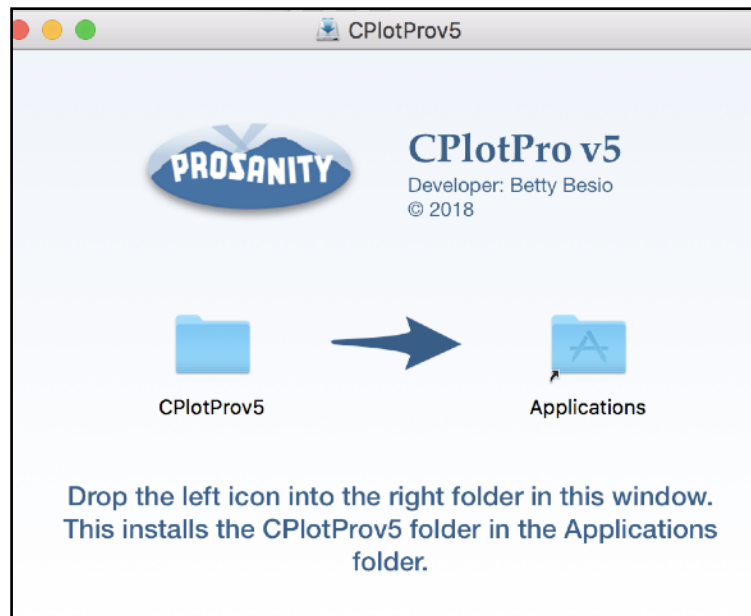 CPlotProv5
PROSANITY
CPlotPro v5
Developer: Betty Besio
© 2018
CPlotProv5
Applications
Drop the left icon into the right folder in this window.
This installs the CPlotProv5 folder in the Applications
folder.